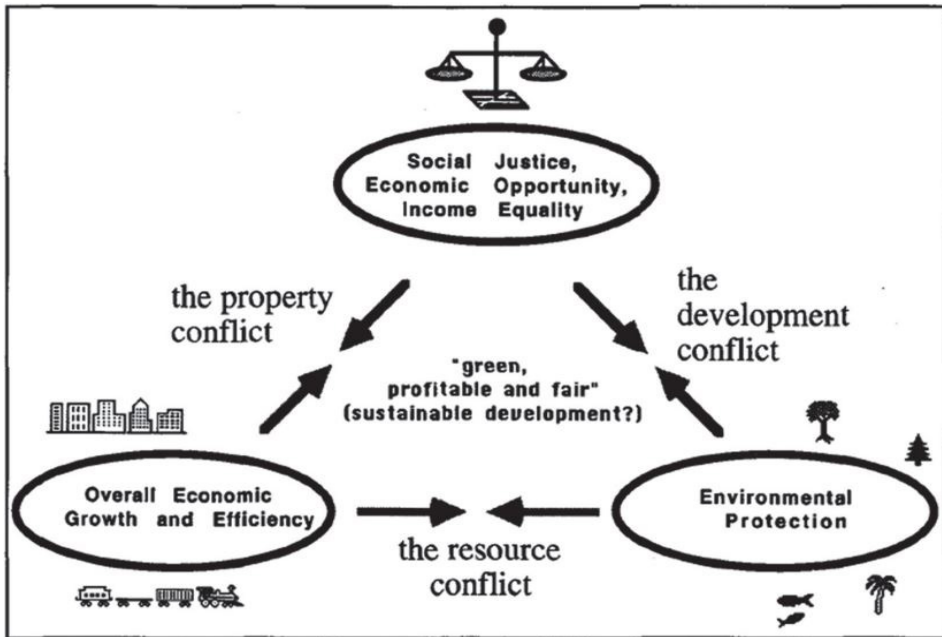 Social Justice,
Economic Opportunity,
Income Equality
the property
conflict
the
development
conflict
"green,
profitable and fair"
(sustainable development?)
Overall Economic
Growth and Efficiency
Environmental
Protection
the resource
conflict